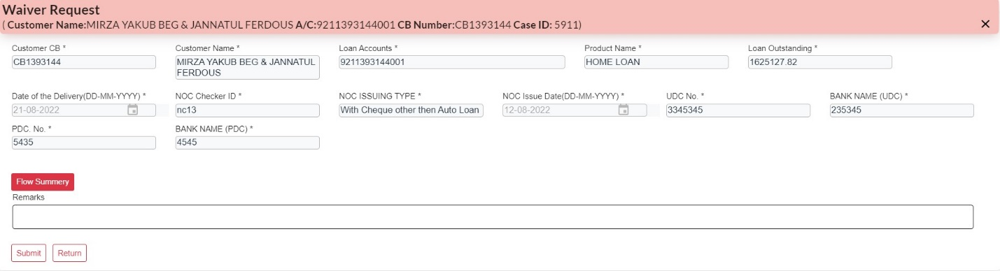 Waiver Request
( Customer Name:MIRZA YAKUB BEG & JANNATUL FERDOUS A/C:9211393144001 CB Number:CB1393144 Case ID: 5911)
Customer CB * Customer Name * Loan Accounts * Product Name * Loan Outstanding *
CB1393144 MIRZA YAKUB BEG & JANNATUL 9211393144001 HOME LOAN 1625127.82
FERDOUS
Date of the Delivery(DD-MM-YYYY) * NOC Checker ID * NOC ISSUING TYPE * NOC Issue Date(DD-MM-YYYY) * UDC No. * BANK NAME (UDC) *
21-08-2022 nc13 With Cheque other then Auto Loan 12-08-2022 3345345 235345
PDC. No. * BANK NAME (PDC) *
5435 4545
Flow Summery
Remarks
Submit Return